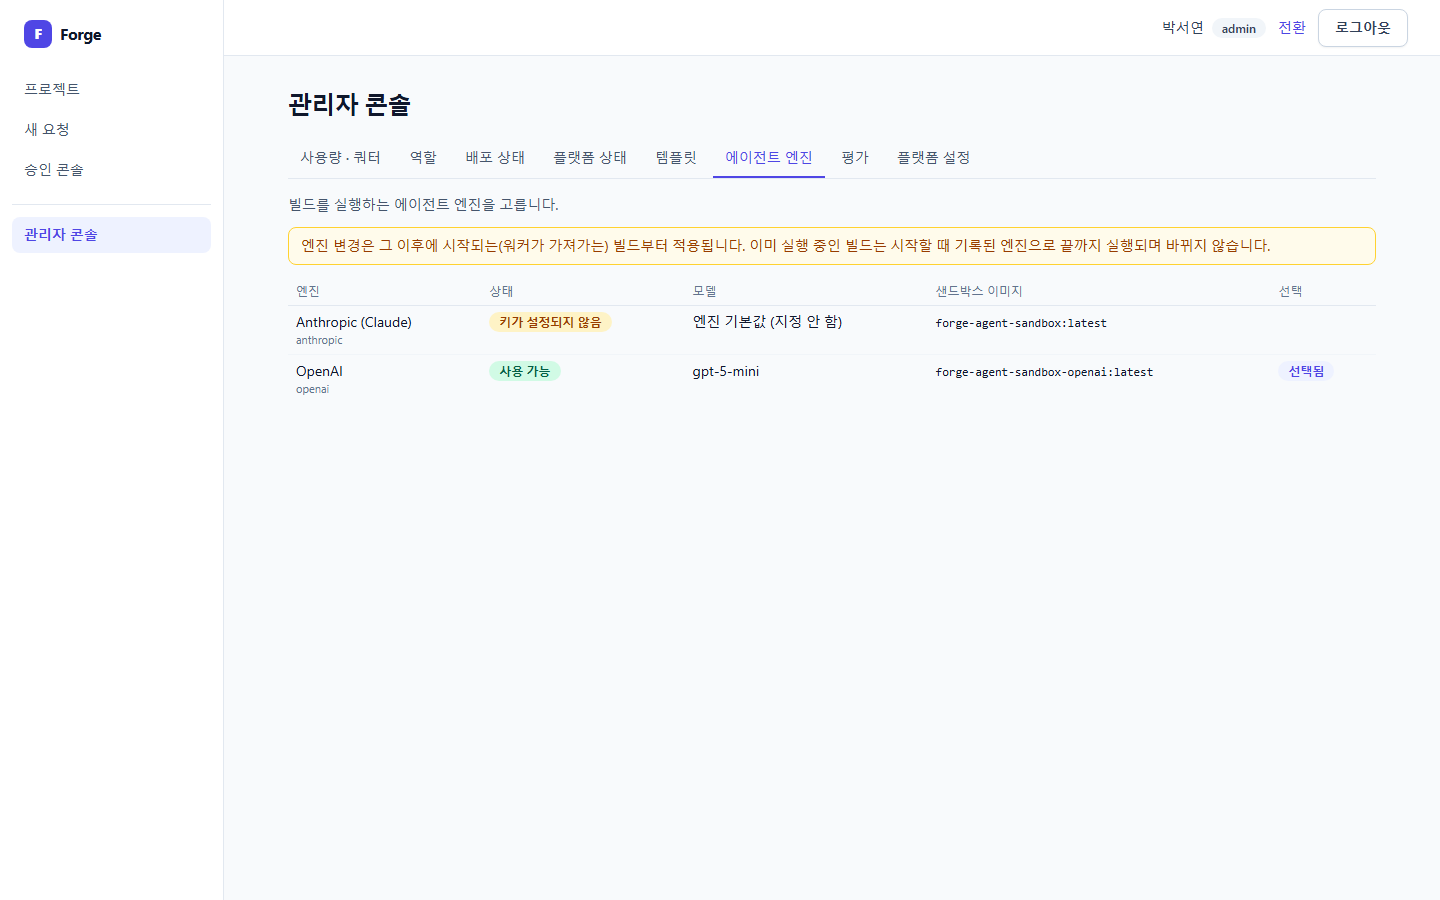 F Forge
박서연 admin 전환 로그아웃
프로젝트
새 요청
승인 콘솔
관리자 콘솔
관리자 콘솔
사용량 · 쿼터 역할 배포 상태 플랫폼 상태 템플릿 에이전트 엔진 평가 플랫폼 설정
빌드를 실행하는 에이전트 엔진을 고릅니다.
엔진 변경은 그 이후에 시작되는(워커가 가져가는) 빌드부터 적용됩니다. 이미 실행 중인 빌드는 시작할 때 기록된 엔진으로 끝까지 실행되며 바뀌지 않습니다.
엔진 상태 모델 샌드박스 이미지 선택
Anthropic (Claude) 키가 설정되지 않음 엔진 기본값 (지정 안 함) forge-agent-sandbox:latest
anthropic
OpenAI 사용 가능 gpt-5-mini forge-agent-sandbox-openai:latest 선택됨
openai